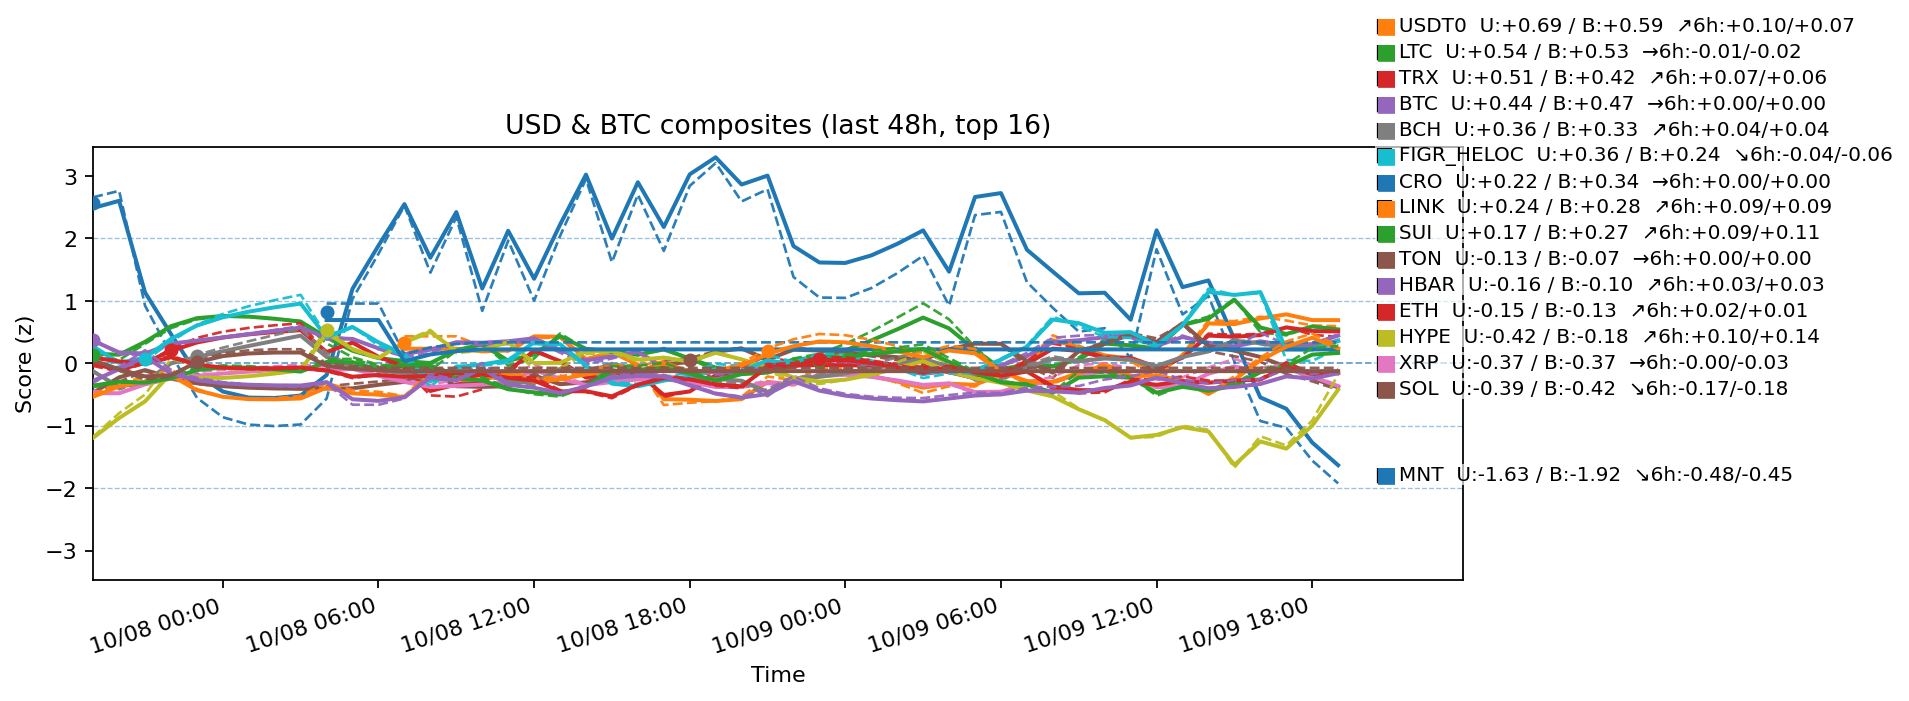 USDT0 U:+0.69 / B:+0.59 ↗6h:+0.10/+0.07
LTC U:+0.54 / B:+0.53 →6h:-0.01/-0.02
TRX U:+0.51 / B:+0.42 ↗6h:+0.07/+0.06
BTC U:+0.44 / B:+0.47 →6h:+0.00/+0.00
BCH U:+0.36 / B:+0.33 ↗6h:+0.04/+0.04
FIGR_HELOC U:+0.36 / B:+0.24 ↘6h:-0.04/-0.06
CRO U:+0.22 / B:+0.34 →6h:+0.00/+0.00
LINK U:+0.24 / B:+0.28 ↗6h:+0.09/+0.09
SUI U:+0.17 / B:+0.27 ↗6h:+0.09/+0.11
TON U:-0.13 / B:-0.07 →6h:+0.00/+0.00
HBAR U:-0.16 / B:-0.10 ↗6h:+0.03/+0.03
ETH U:-0.15 / B:-0.13 ↗6h:+0.02/+0.01
HYPE U:-0.42 / B:-0.18 ↗6h:+0.10/+0.14
XRP U:-0.37 / B:-0.37 →6h:-0.00/-0.03
SOL U:-0.39 / B:-0.42 ↘6h:-0.17/-0.18
MNT U:-1.63 / B:-1.92 ↘6h:-0.48/-0.45
USD & BTC composites (last 48h, top 16)
Score (z)
3
2
1
0
−1
−2
−3
10/08 00:00
10/08 06:00
10/08 12:00
10/08 18:00
10/09 00:00
10/09 06:00
10/09 12:00
10/09 18:00
Time